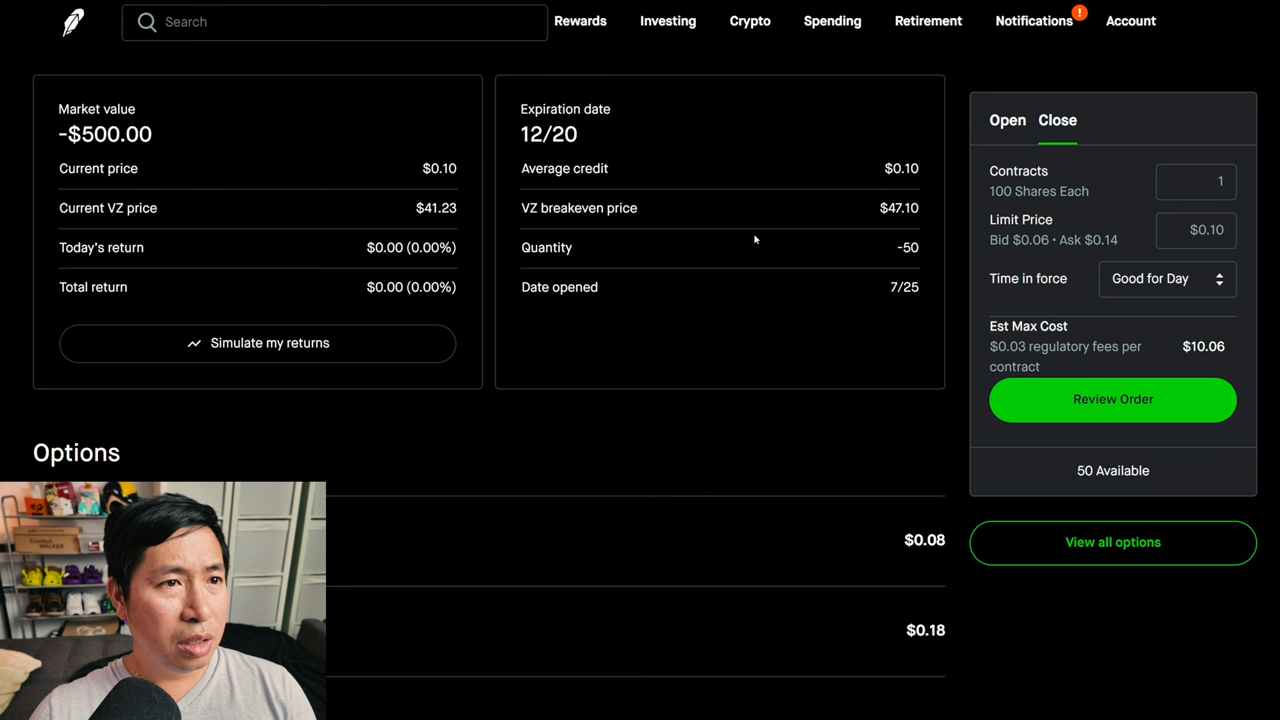 Search
Rewards
Investing
Crypto
Spending
Retirement
Notifications
!
Account
Market value
-$500.00
Current price $0.10
Current VZ price $41.23
Today's return $0.00 (0.00%)
Total return $0.00 (0.00%)
Simulate my returns
Expiration date
12/20
Average credit $0.10
VZ breakeven price $47.10
Quantity -50
Date opened 7/25
Open Close
Contracts
100 Shares Each
1
Limit Price
Bid $0.06 • Ask $0.14
$0.10
Time in force Good for Day
Est Max Cost
$0.03 regulatory fees per
contract
$10.06
Review Order
50 Available
View all options
Options
$0.08
$0.18